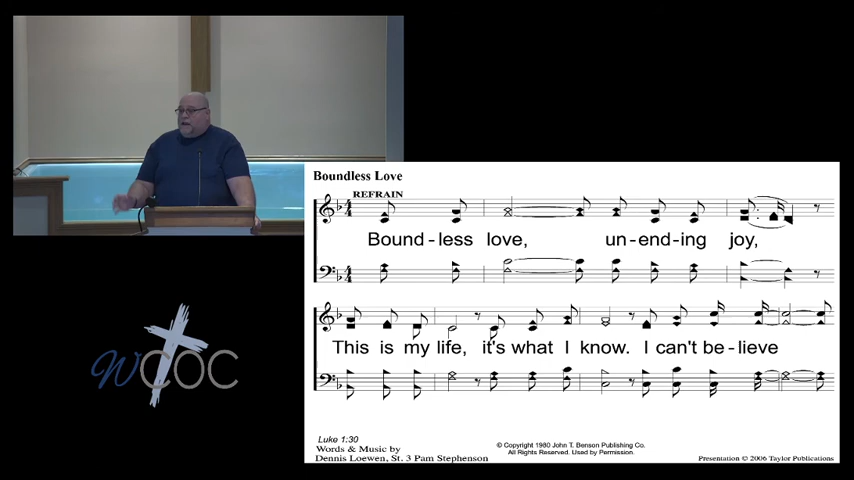 Boundless Love
REFRAIN
Bound-less love, un-end-ing joy,
This is my life, it's what I know. I can't be-lieve
WCOC
Luke 1:30
Words & Music by
Dennis Loewen, St. 3 Pam Stephenson
© Copyright 1980 John T. Benson Publishing Co.
All Rights Reserved. Used by Permission.
Presentation © 2006 Taylor Publications